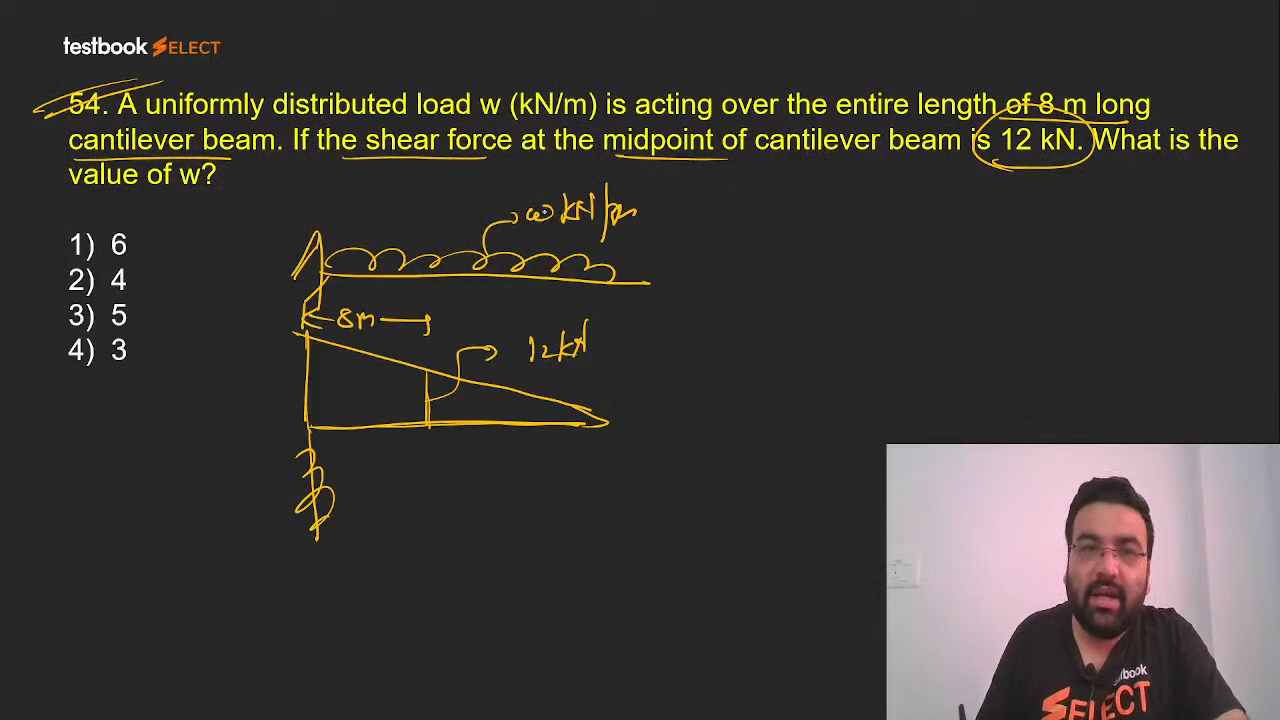 testbook SELECT
54. A uniformly distributed load w (kN/m) is acting over the entire length of 8 m long
cantilever beam. If the shear force at the midpoint of cantilever beam is 12 kN. What is the
value of w?
1) 6
2) 4
3) 5
4) 3
ω kN/m
8m
12kN
testbook
SELECT